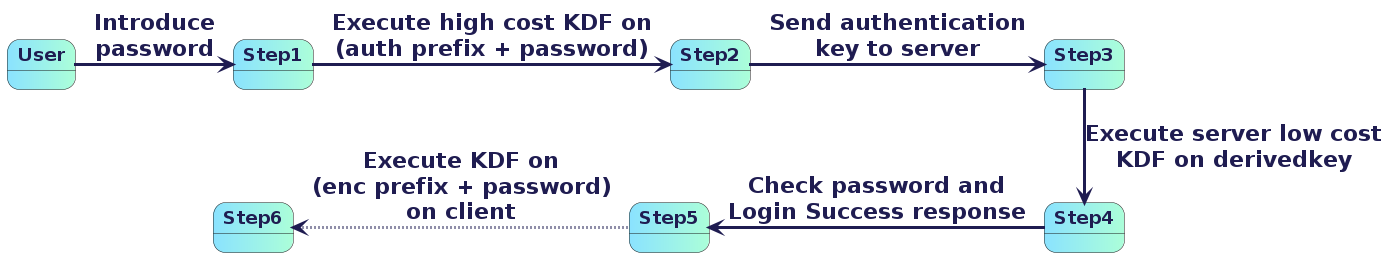 Introduce
password
Execute high cost KDF on
(auth prefix + password)
Send authentication
key to server
User
Step1
Step2
Step3
Execute server low cost
KDF on derivedkey
Execute KDF on
(enc prefix + password)
on client
Check password and
Login Success response
Step6
Step5
Step4